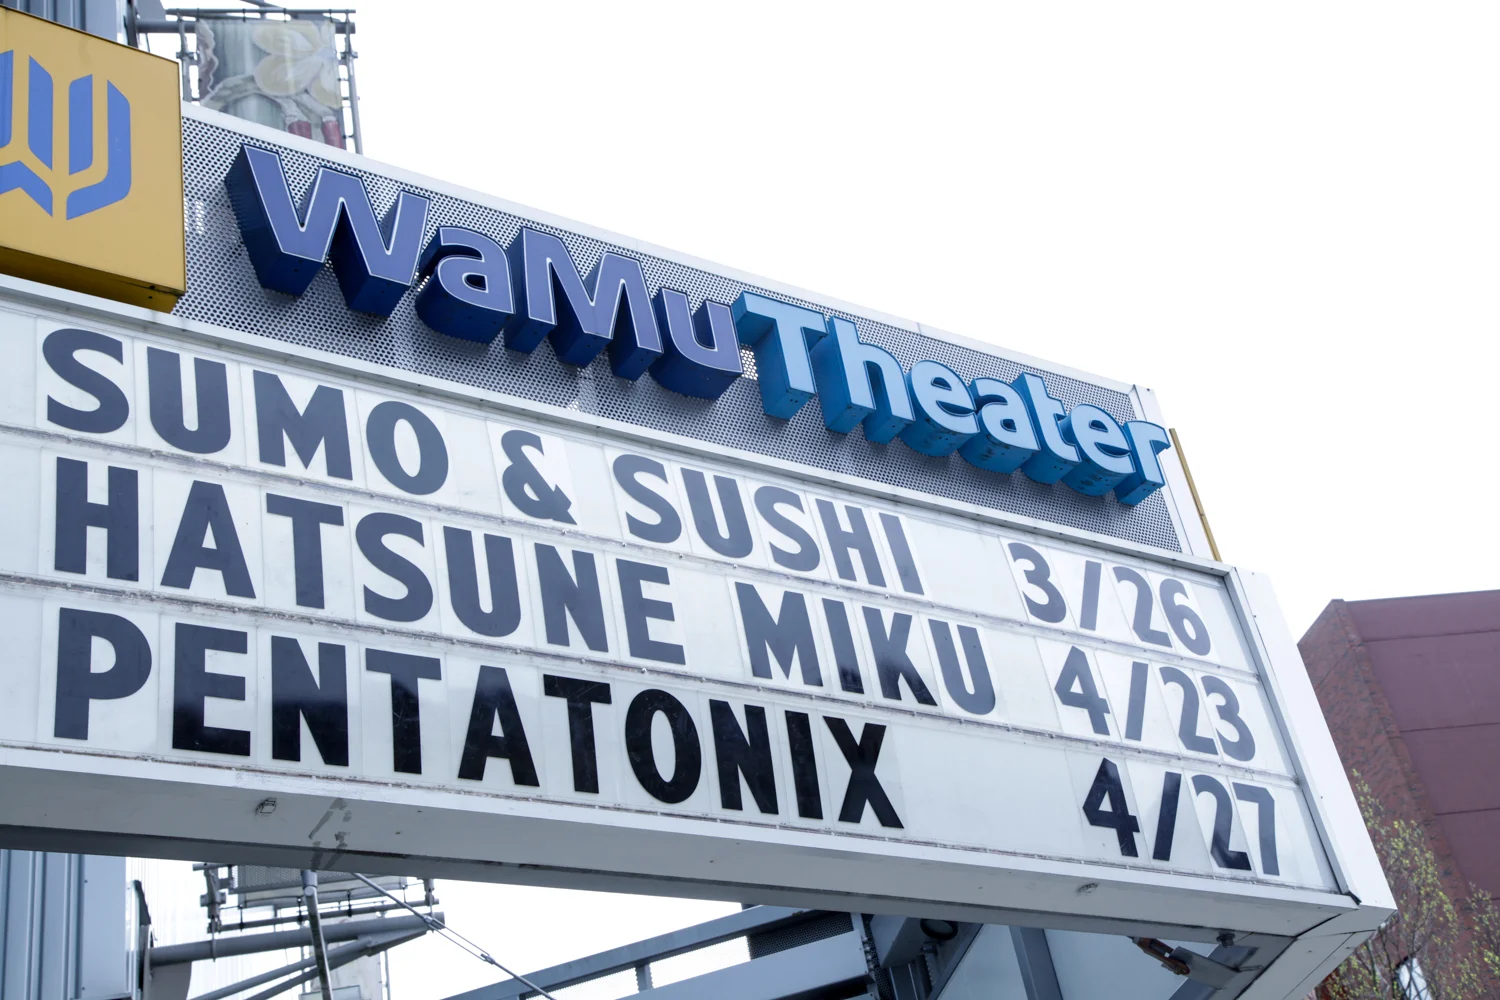 WaMu Theater
SUMO & SUSHI 3/26
HATSUNE MIKU 4/23
PENTATONIX 4/27